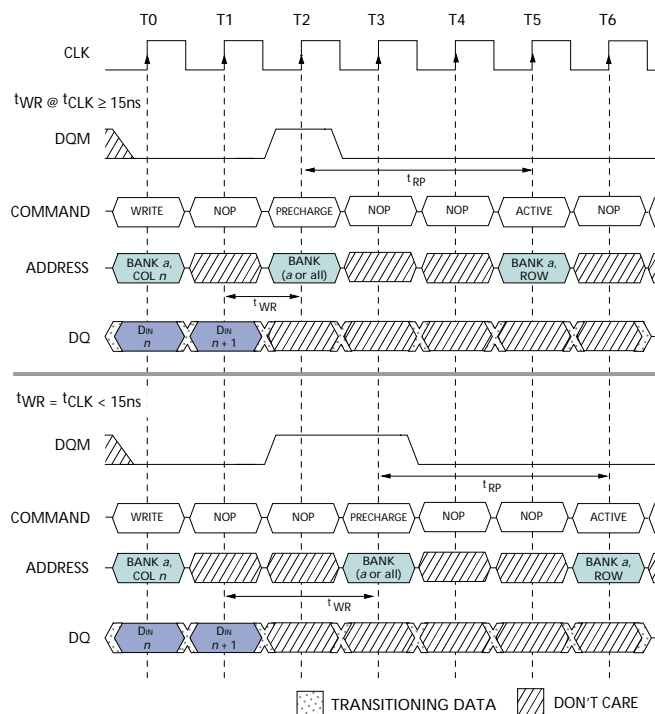 T0 T1 T2 T3 T4 T5 T6
CLK
tWR @ tCLK ≥ 15ns
DQM
tRP
COMMAND WRITE NOP PRECHARGE NOP NOP ACTIVE NOP
ADDRESS BANK a, COL n BANK (a or all) BANK a, ROW
tWR
DQ DIN n DIN n + 1
tWR = tCLK < 15ns
DQM
tRP
COMMAND WRITE NOP NOP PRECHARGE NOP NOP ACTIVE
ADDRESS BANK a, COL n BANK (a or all) BANK a, ROW
tWR
DQ DIN n DIN n + 1
TRANSITIONING DATA DON'T CARE